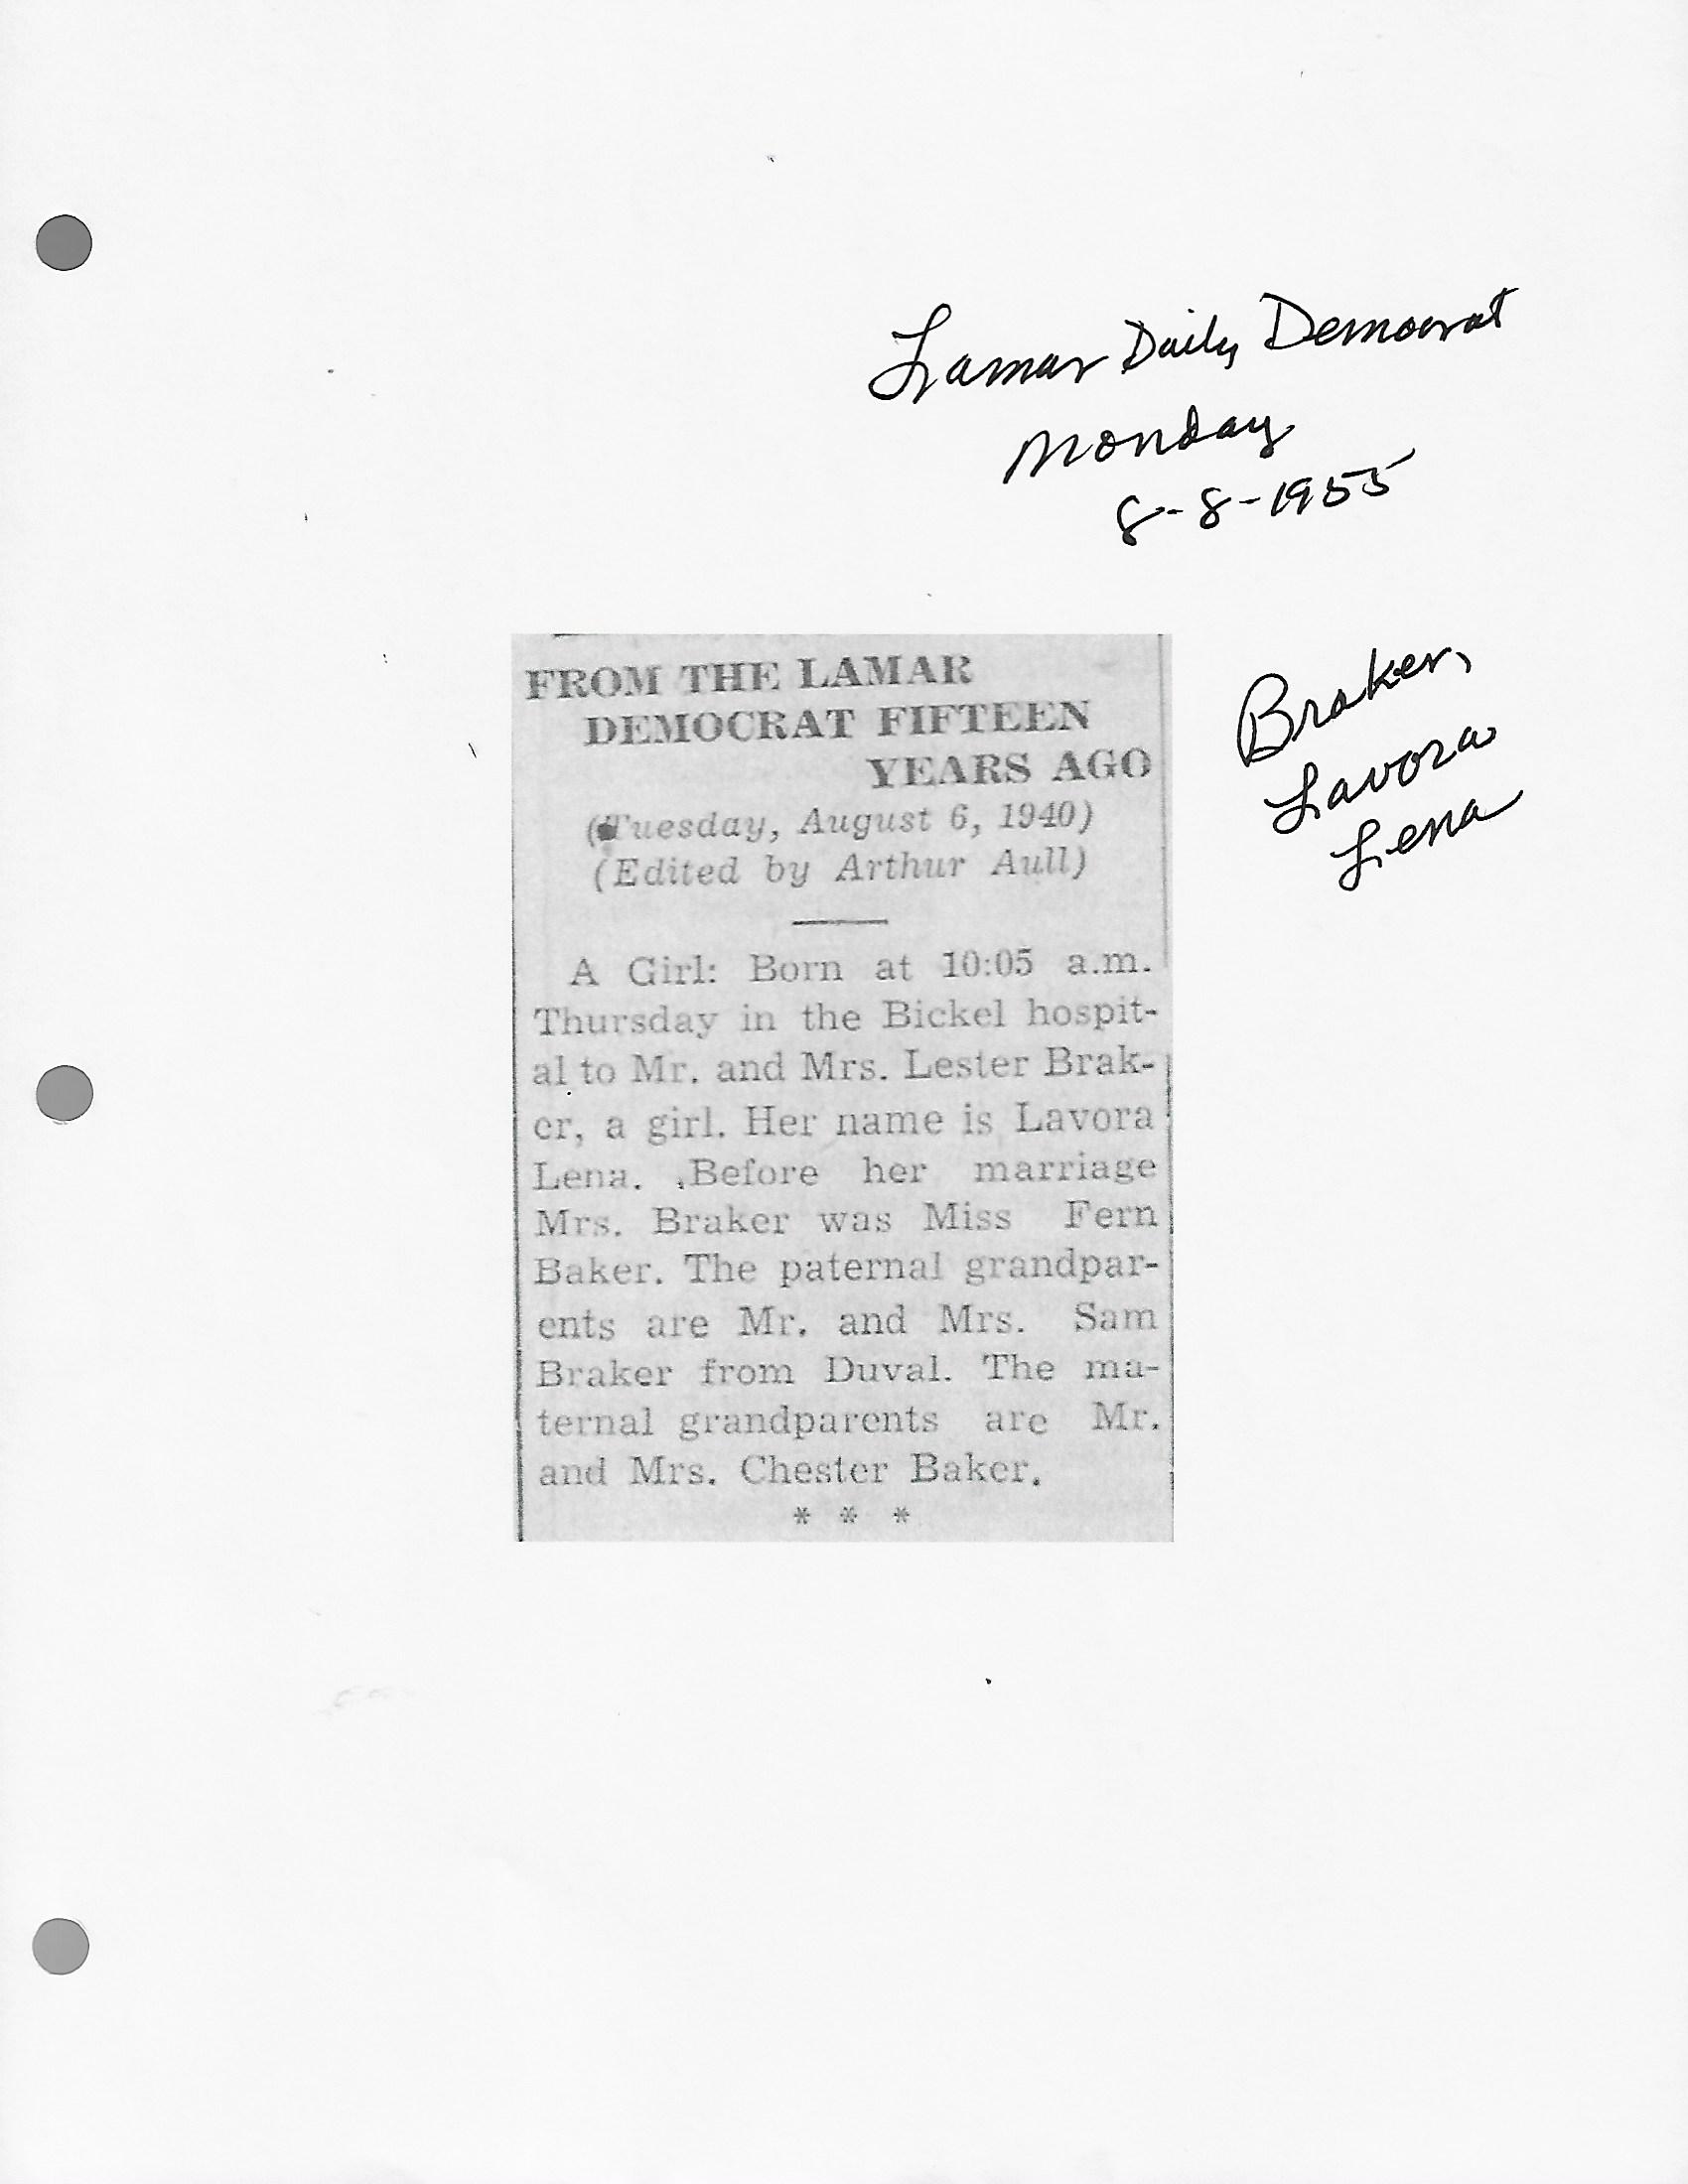 Lamar Daily Democrat
Monday
8-8-1955
Braker,
Lavora
Lena
FROM THE LAMAR
DEMOCRAT FIFTEEN
YEARS AGO
(Tuesday, August 6, 1940)
(Edited by Arthur Aull)
A Girl: Born at 10:05 a.m.
Thursday in the Bickel hospit-
al to Mr. and Mrs. Lester Brak-
er, a girl. Her name is Lavora
Lena. Before her marriage
Mrs. Braker was Miss Fern
Baker. The paternal grandpar-
ents are Mr. and Mrs. Sam
Braker from Duval. The ma-
ternal grandparents are Mr.
and Mrs. Chester Baker.
* * *